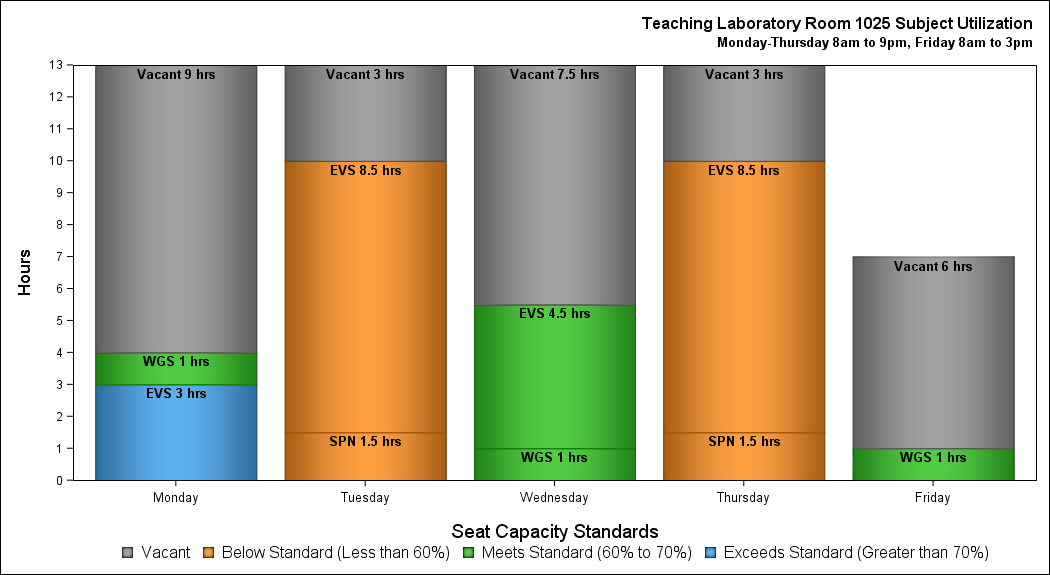 Teaching Laboratory Room 1025 Subject Utilization
Monday-Thursday 8am to 9pm, Friday 8am to 3pm
Hours
13
12
11
10
9
8
7
6
5
4
3
2
1
0
Vacant 9 hrs
WGS 1 hrs
EVS 3 hrs
Vacant 3 hrs
EVS 8.5 hrs
SPN 1.5 hrs
Vacant 7.5 hrs
EVS 4.5 hrs
WGS 1 hrs
Vacant 3 hrs
EVS 8.5 hrs
SPN 1.5 hrs
Vacant 6 hrs
WGS 1 hrs
Monday Tuesday Wednesday Thursday Friday
Seat Capacity Standards
Vacant Below Standard (Less than 60%) Meets Standard (60% to 70%) Exceeds Standard (Greater than 70%)